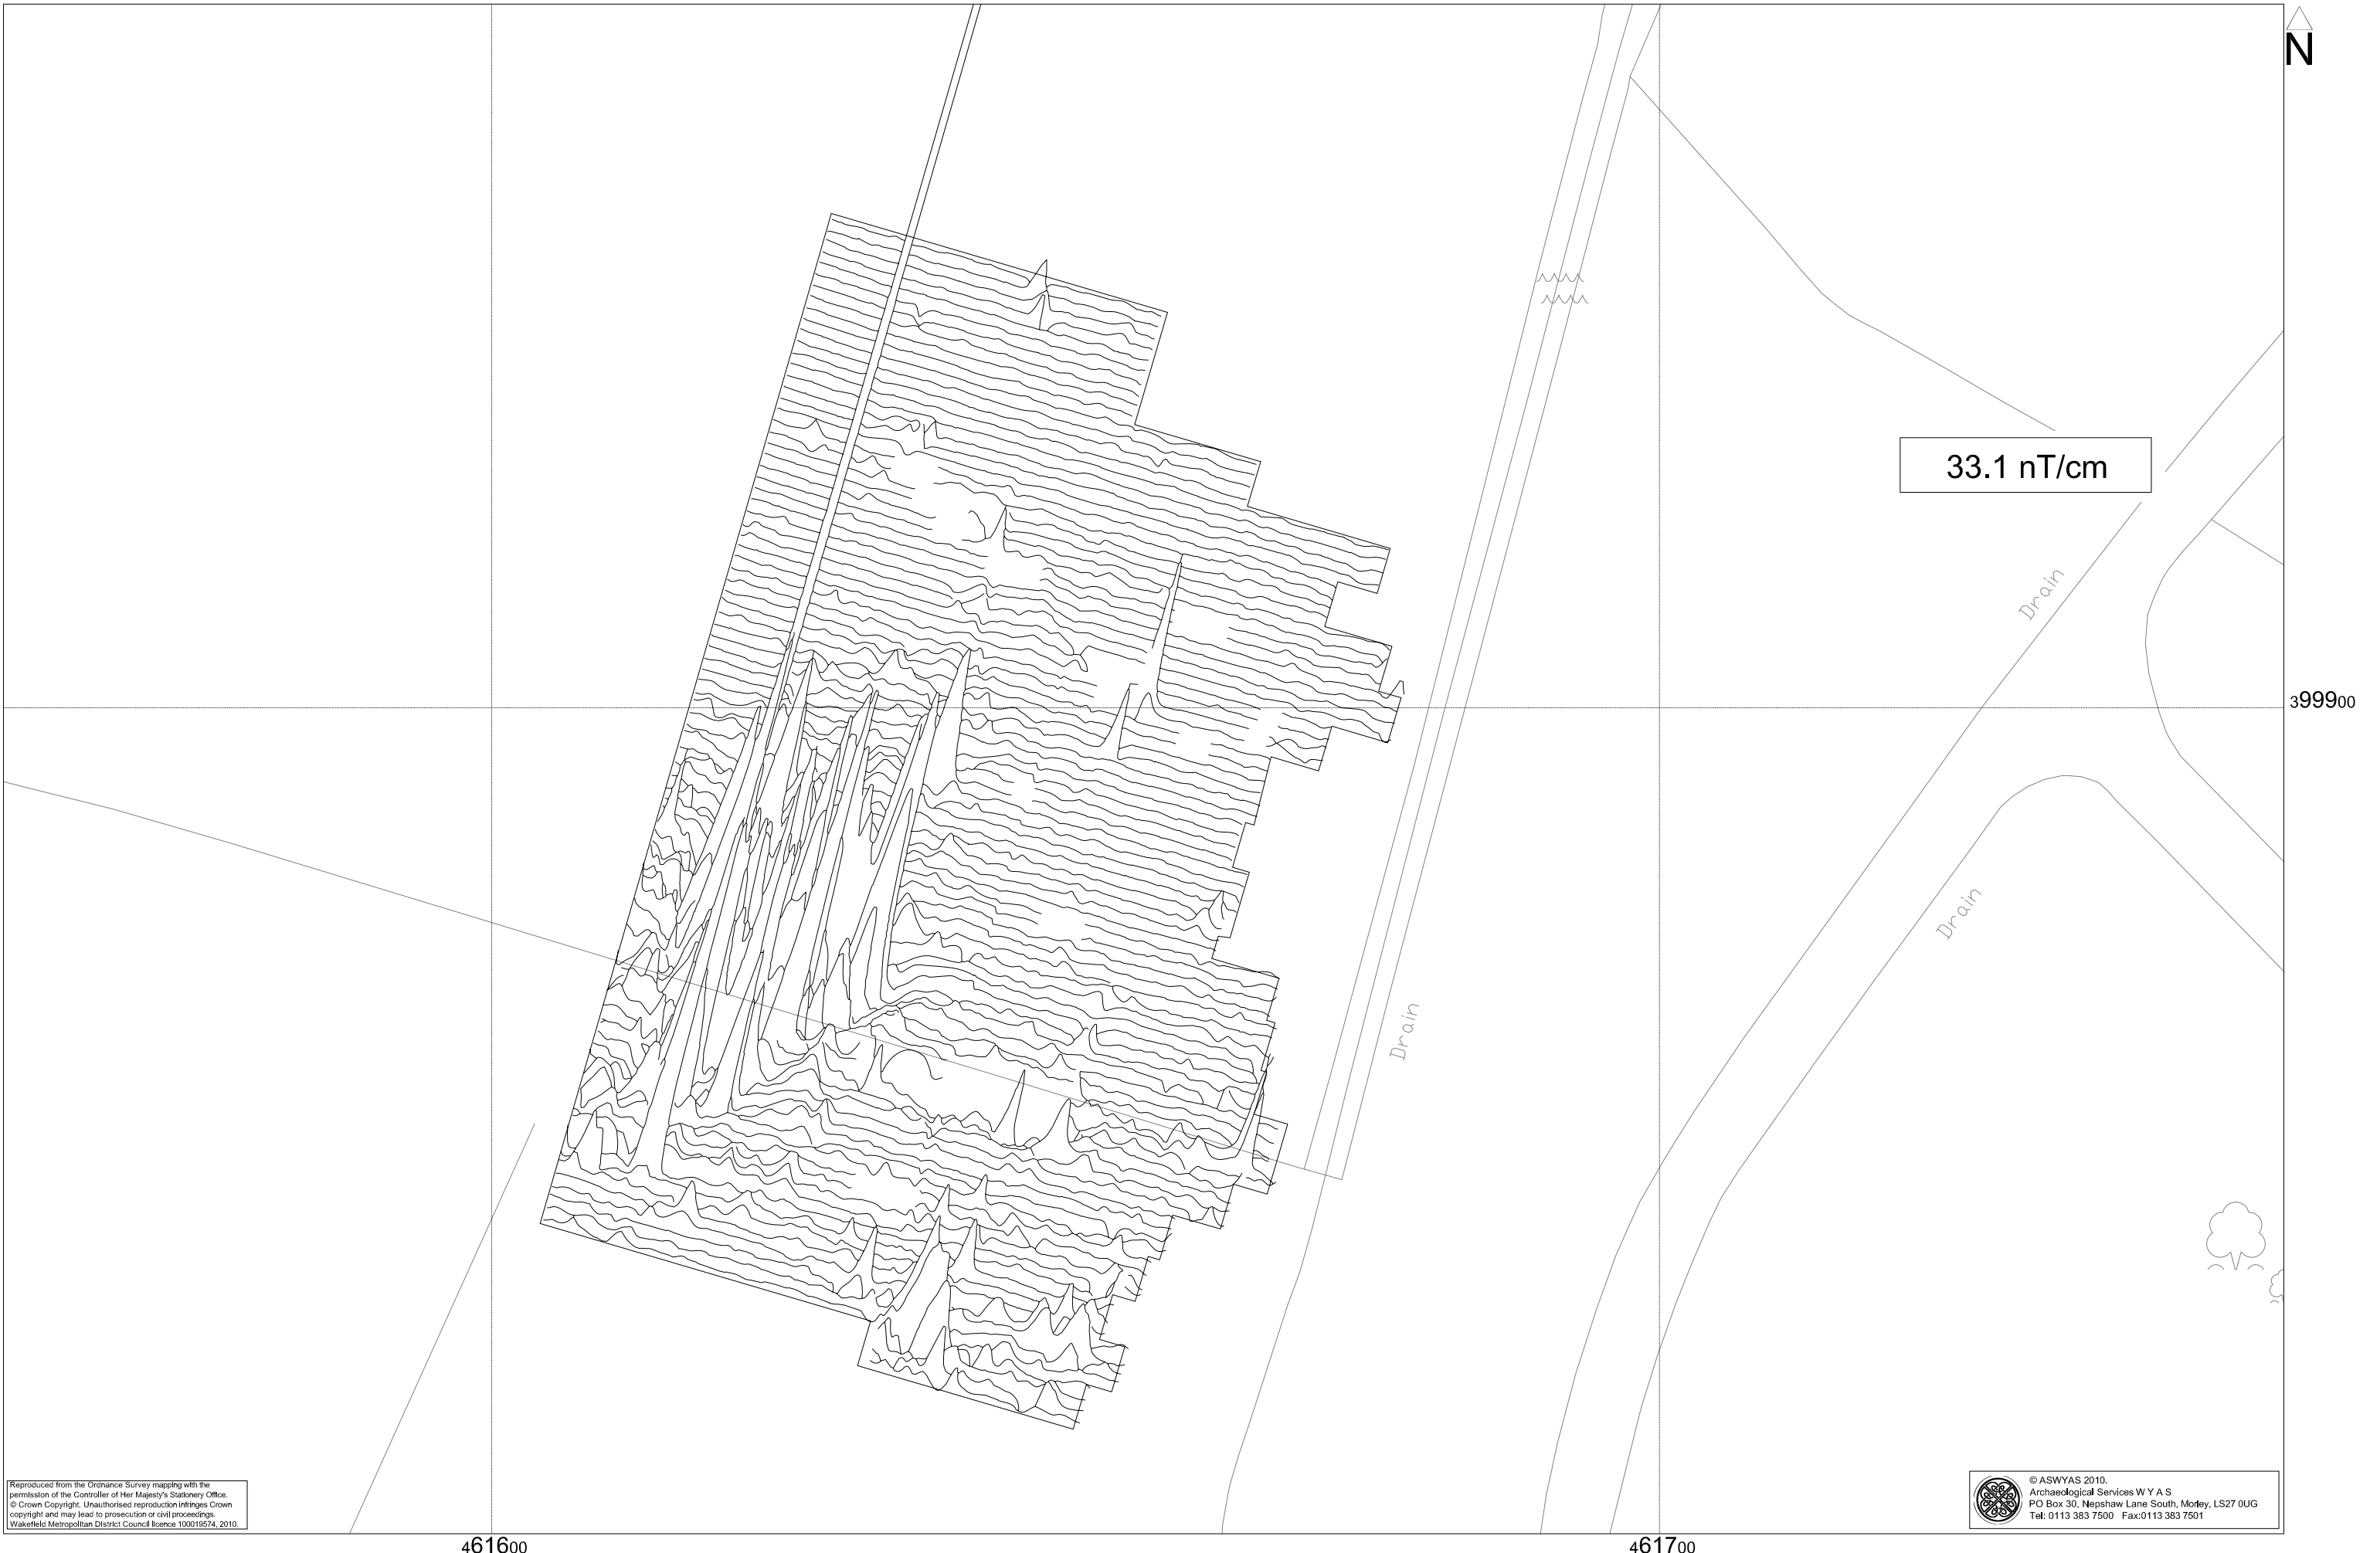 N
33.1 nT/cm
Drain
39900
Drain
Drain
Reproduced from the Ordnance Survey mapping with the
permission of the Controller of Her Majesty's Stationery Office.
© Crown Copyright. Unauthorised reproduction infringes Crown
copyright and may lead to prosecution or civil proceedings.
Wakefield Metropolitan District Council licence 100019574, 2010.
© ASWYAS 2010.
Archaeological Services W Y A S
PO Box 30, Nepshaw Lane South, Morley, LS27 0UG
Tel: 0113 383 7500 Fax:0113 383 7501
461600
461700